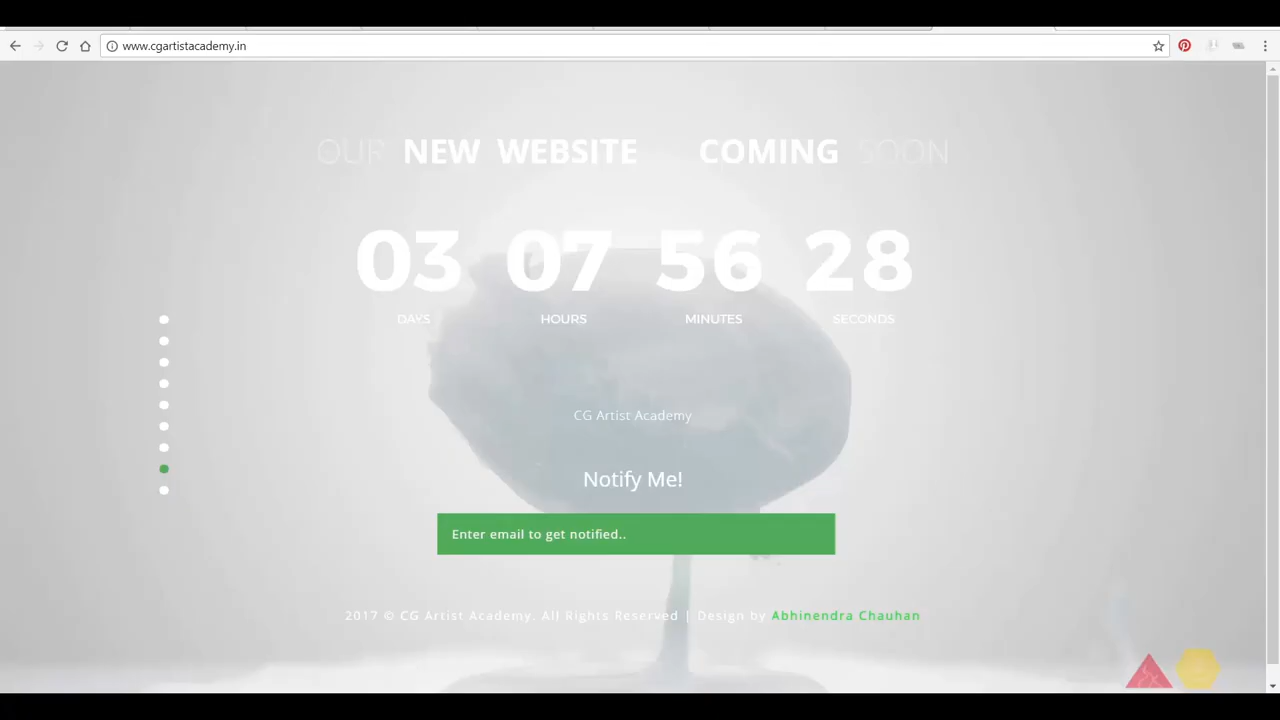 www.cgartistacademy.in
OUR NEW WEBSITE COMING SOON
03 07 56 28
DAYS HOURS MINUTES SECONDS
CG Artist Academy
Notify Me!
Enter email to get notified..
2017 © CG Artist Academy. All Rights Reserved | Design by Abhinendra Chauhan